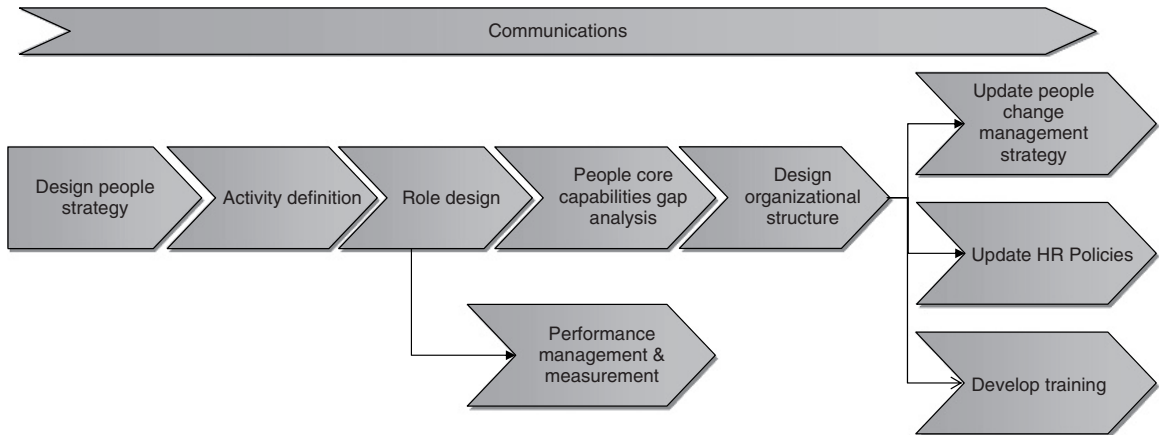 Communications
Design people
strategy
Activity definition
Role design
People core
capabilities gap
analysis
Design
organizational
structure
Update people
change
management
strategy
Update HR Policies
Develop training
Performance
management &
measurement